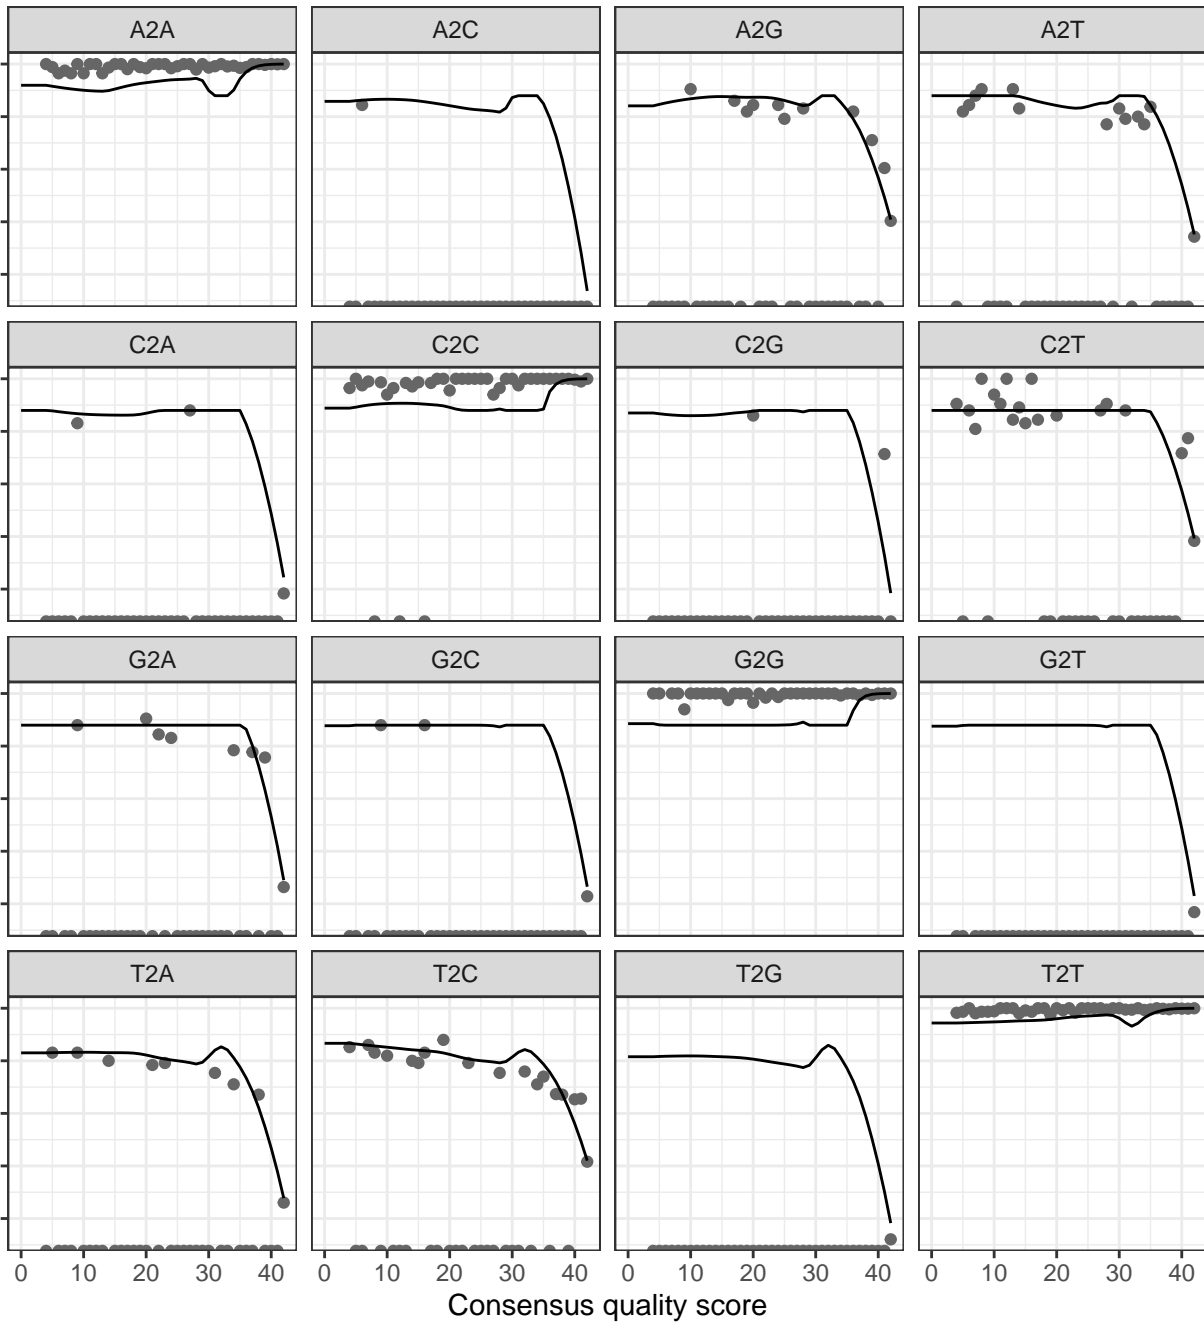 A2A A2C A2G A2T
C2A C2C C2G C2T
G2A G2C G2G G2T
T2A T2C T2G T2T
0 10 20 30 40 0 10 20 30 40 0 10 20 30 40 0 10 20 30 40
Consensus quality score